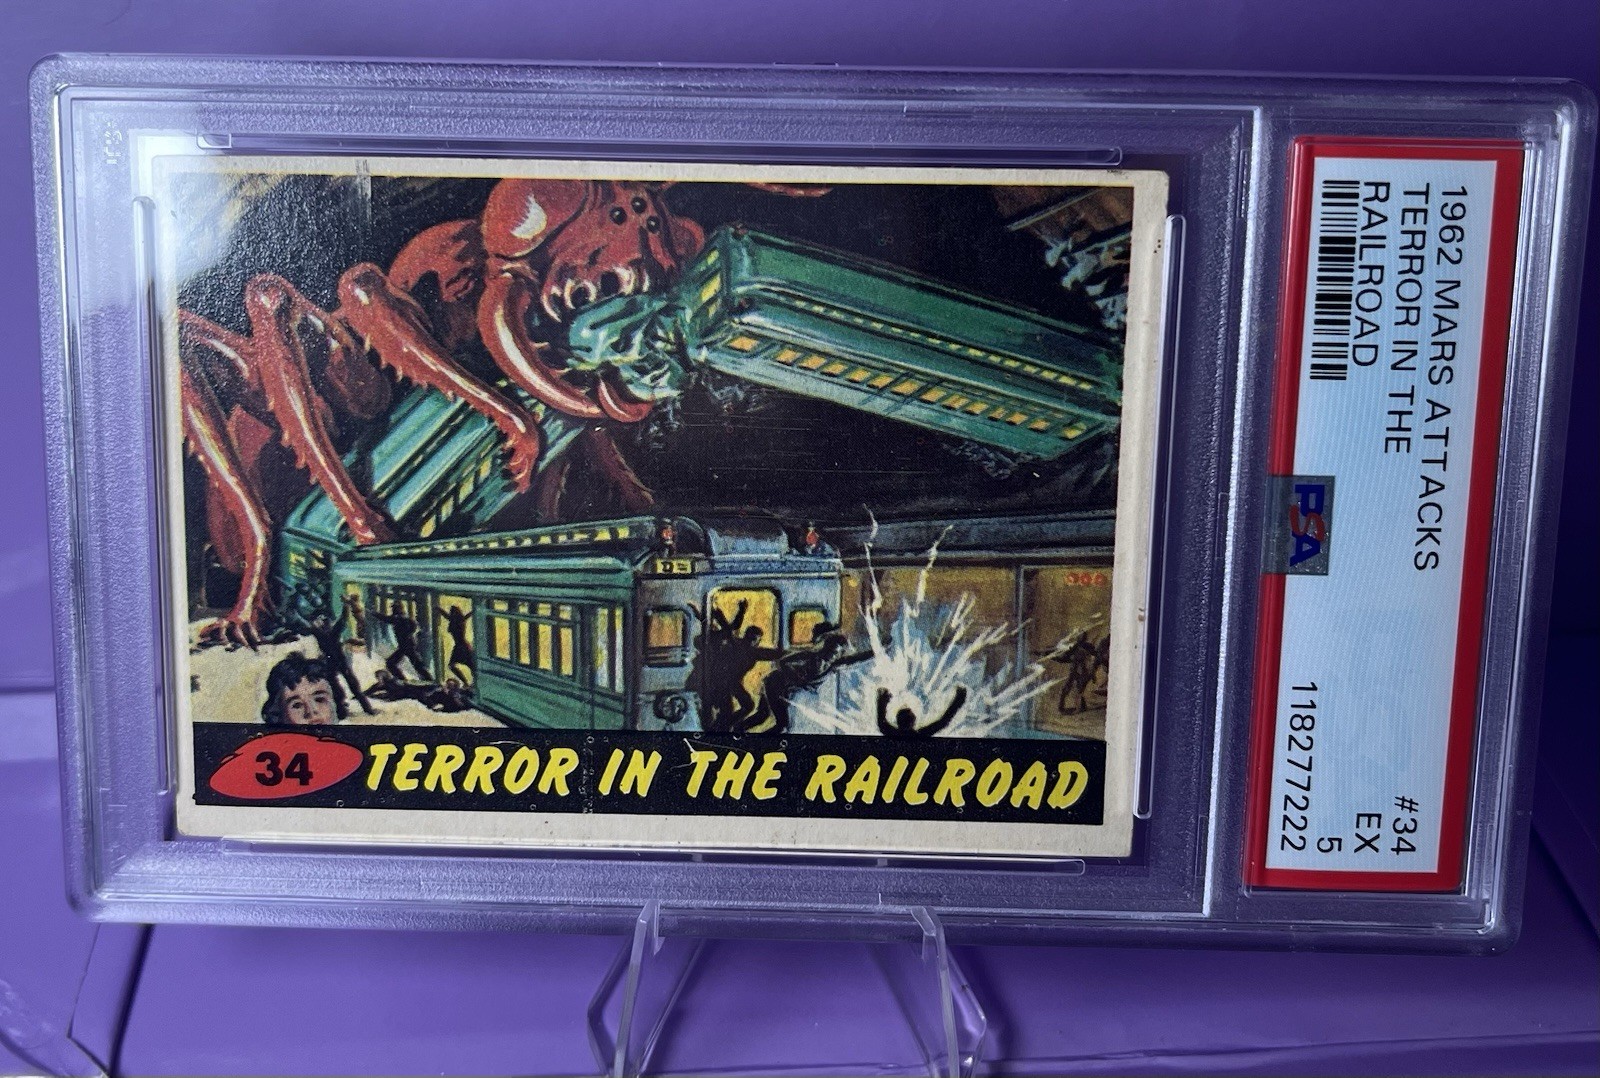 1962 MARS ATTACKS
TERROR IN THE
RAILROAD
#34
EX
5
118277222
PSA
34 TERROR IN THE RAILROAD